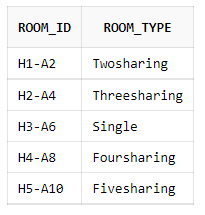 ROOM_ID ROOM_TYPE
H1-A2 Twosharing
H2-A4 Threesharing
H3-A6 Single
H4-A8 Foursharing
H5-A10 Fivesharing